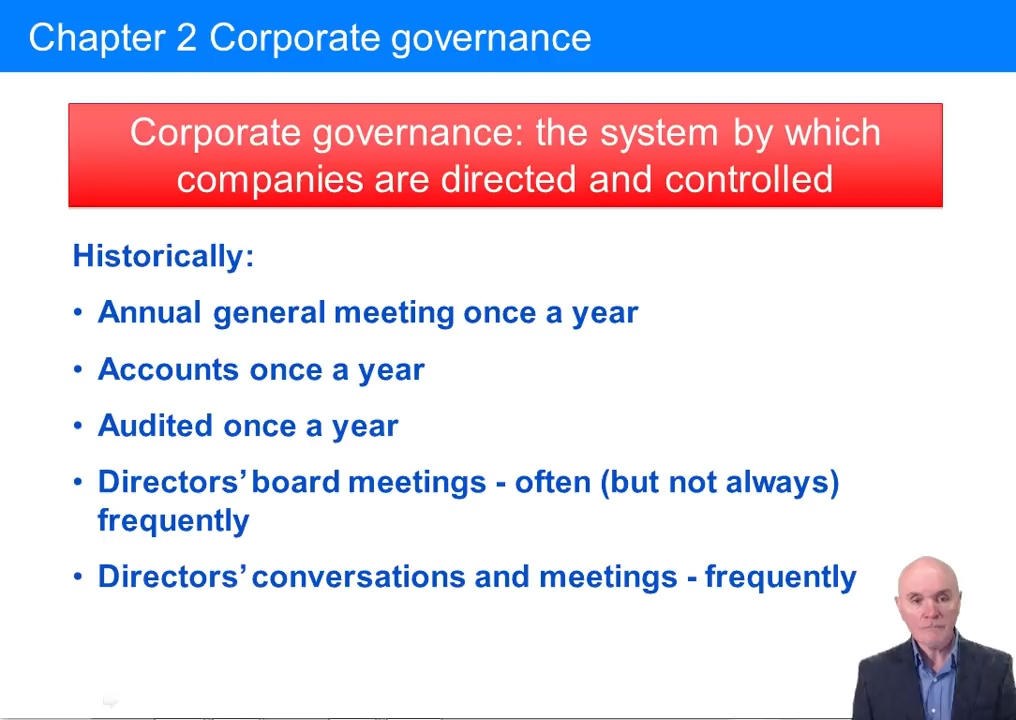 Chapter 2 Corporate governance
Corporate governance: the system by which
companies are directed and controlled
Historically:
• Annual general meeting once a year
• Accounts once a year
• Audited once a year
• Directors’ board meetings - often (but not always)
frequently
• Directors’ conversations and meetings - frequently